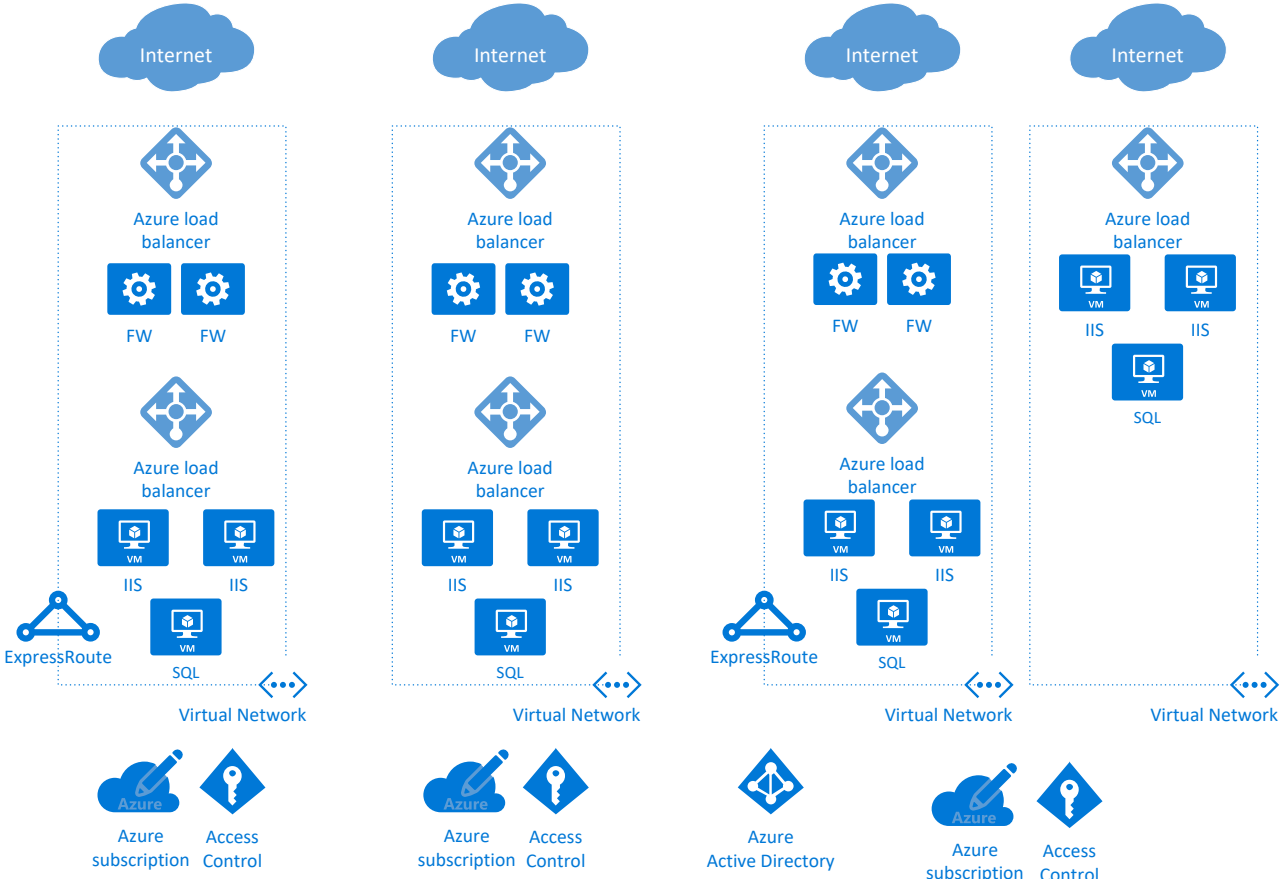 Internet
Internet
Internet
Internet
Azure load
balancer
Azure load
balancer
Azure load
balancer
Azure load
balancer
FW FW
FW FW
FW FW
VM
VM
IIS
IIS
VM
SQL
Azure load
balancer
Azure load
balancer
Azure load
balancer
VM
VM
IIS
IIS
VM
SQL
VM
VM
IIS
IIS
VM
SQL
VM
VM
IIS
IIS
VM
SQL
ExpressRoute
ExpressRoute
Virtual Network
Virtual Network
Virtual Network
Virtual Network
Azure
Azure
subscription
Access
Control
Azure
Azure
subscription
Access
Control
Azure
Active Directory
Azure
Azure
subscription
Access
Control